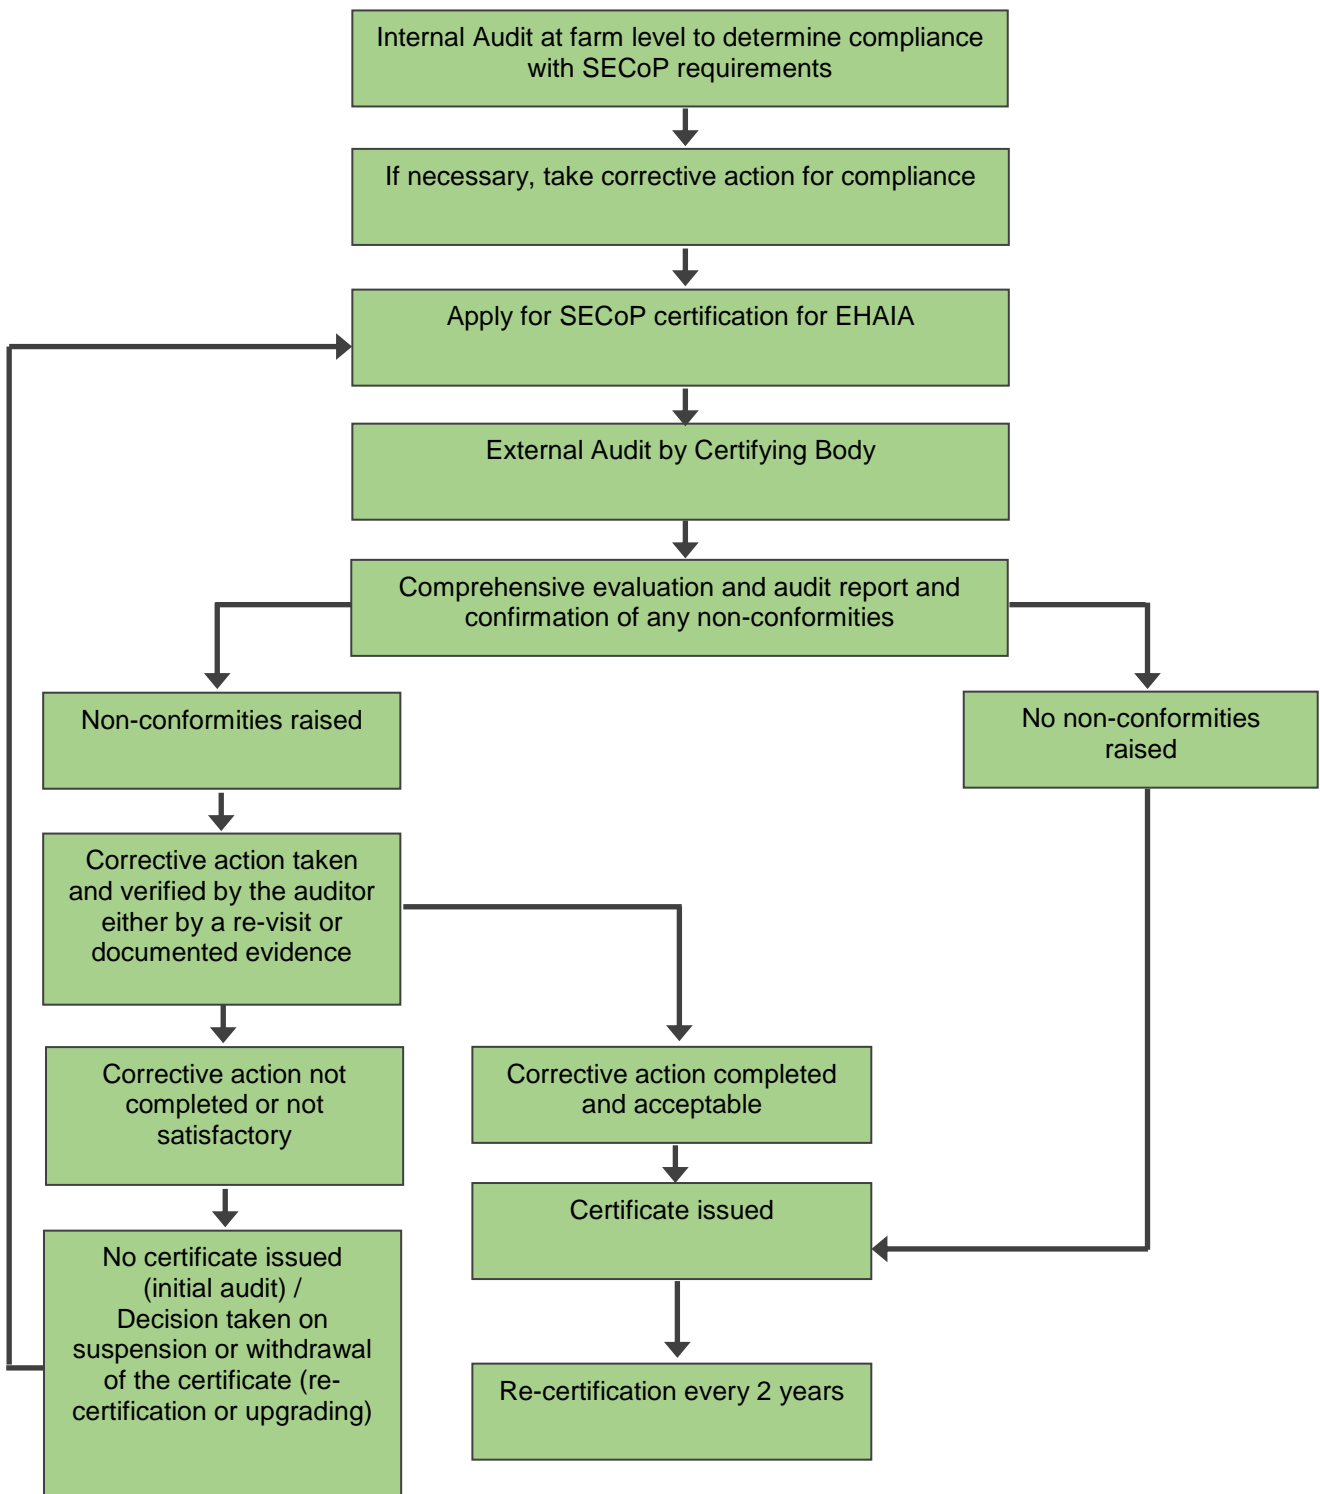 Internal Audit at farm level to determine compliance
with SECoP requirements
If necessary, take corrective action for compliance
Apply for SECoP certification for EHAIA
External Audit by Certifying Body
Comprehensive evaluation and audit report and
confirmation of any non-conformities
Non-conformities raised
No non-conformities
raised
Corrective action taken
and verified by the auditor
either by a re-visit or
documented evidence
Corrective action not
completed or not
satisfactory
Corrective action completed
and acceptable
Certificate issued
No certificate issued
(initial audit) /
Decision taken on
suspension or withdrawal
of the certificate (re-
certification or upgrading)
Re-certification every 2 years